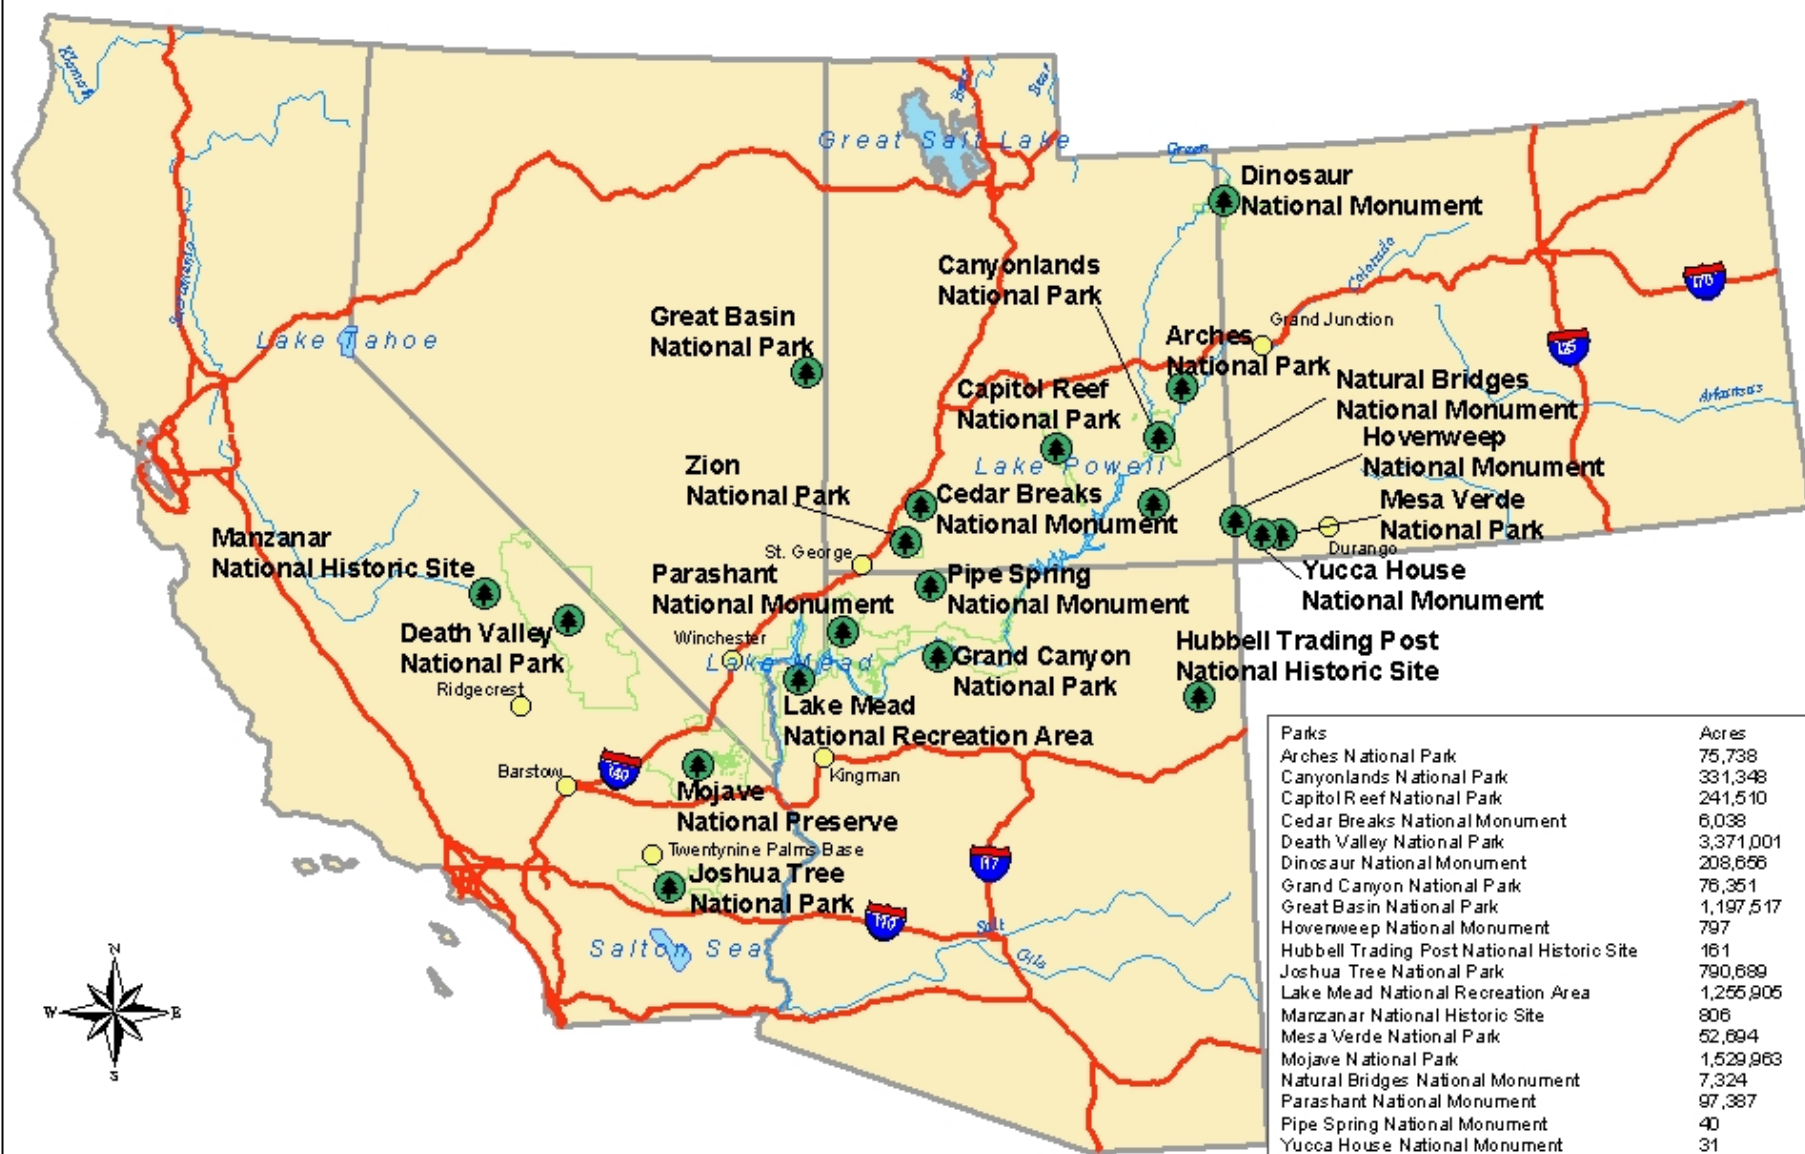 Klamath
Great Salt Lake
Bear
Bear
Green
Dinosaur
National Monument
Canyonlands
National Park
Colorado
I70
Sacramento
Great Basin
National Park
Lake Tahoe
Grand Junction
Arches
National Park
I25
Capitol Reef
National Park
Natural Bridges
National Monument
Arkansas
Hovenweep
National Monument
Lake Powell
Zion
National Park
Cedar Breaks
National Monument
Mesa Verde
National Park
Durango
Manzanar
National Historic Site
St. George
Parashant
National Monument
Pipe Spring
National Monument
Yucca House
National Monument
Death Valley
National Park
Winchester
Lake Mead
Grand Canyon
National Park
Hubbell Trading Post
National Historic Site
Ridgecrest
Lake Mead
National Recreation Area
Barstow
I40
Kingman
Mojave
National Preserve
Twentynine Palms Base
Joshua Tree
National Park
I17
I10
Salton Sea
Salt
Gila
N
W
E
S
Parks Acres
Arches National Park 75,738
Canyonlands National Park 331,348
Capitol Reef National Park 241,510
Cedar Breaks National Monument 6,038
Death Valley National Park 3,371,001
Dinosaur National Monument 208,656
Grand Canyon National Park 76,351
Great Basin National Park 1,197,517
Hovenweep National Monument 797
Hubbell Trading Post National Historic Site 161
Joshua Tree National Park 790,689
Lake Mead National Recreation Area 1,255,905
Manzanar National Historic Site 806
Mesa Verde National Park 52,694
Mojave National Park 1,529,963
Natural Bridges National Monument 7,324
Parashant National Monument 97,387
Pipe Spring National Monument 40
Yucca House National Monument 31